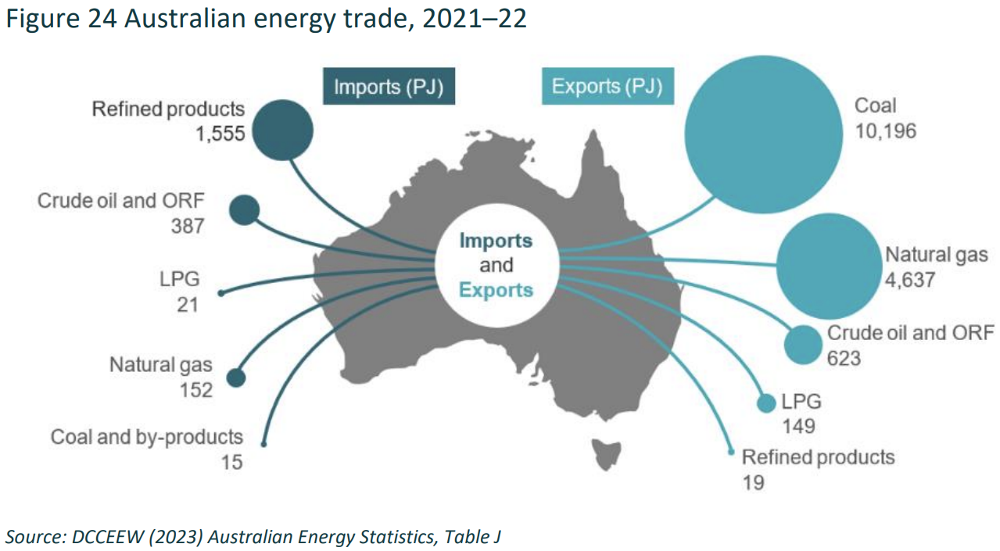 Figure 24 Australian energy trade, 2021–22
Imports (PJ)
Exports (PJ)
Refined products
1,555
Crude oil and ORF
387
LPG
21
Natural gas
152
Coal and by-products
15
Imports
and
Exports
Coal
10,196
Natural gas
4,637
Crude oil and ORF
623
LPG
149
Refined products
19
Source: DCCEEW (2023) Australian Energy Statistics, Table J